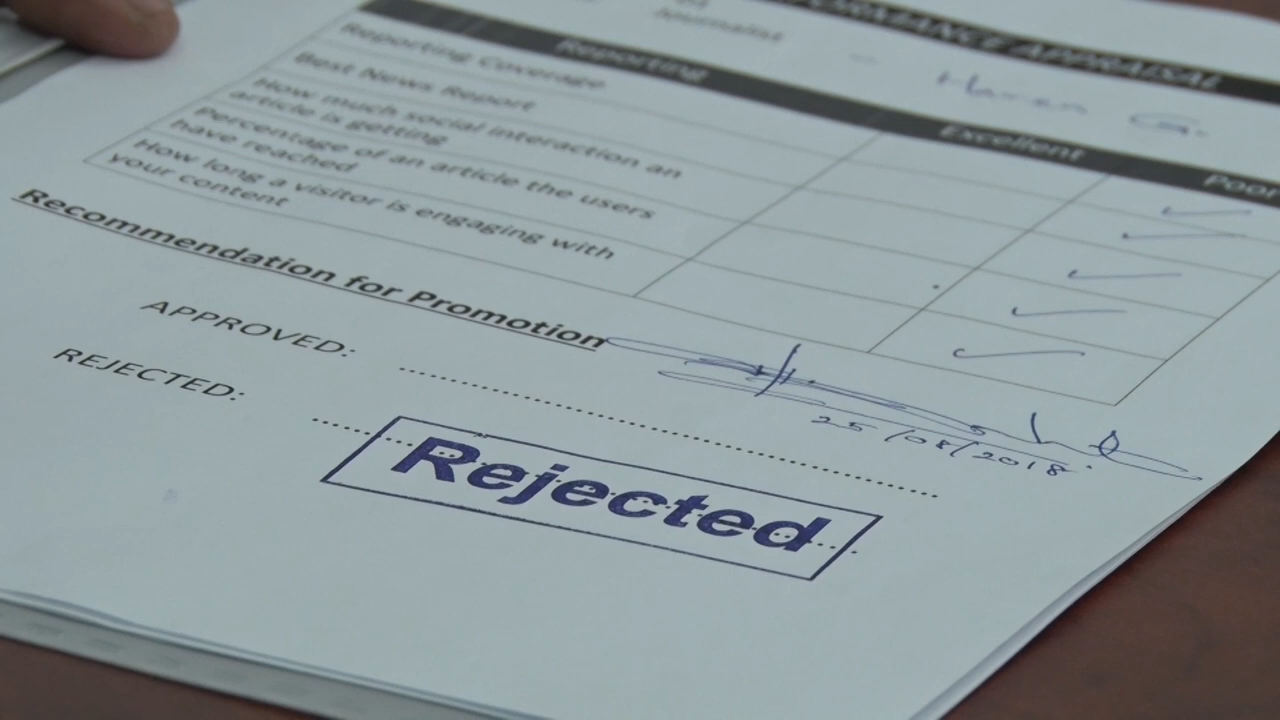 PERFORMANCE APPRAISAL
Journalist
Reporting
Excellent
Poor
Reporting Coverage
Best News Report
How much social interaction an
article is getting
Percentage of an article the users
have reached
How long a visitor is engaging with
your content
Recommendation for Promotion
APPROVED:
25/08/2018
REJECTED:
Rejected